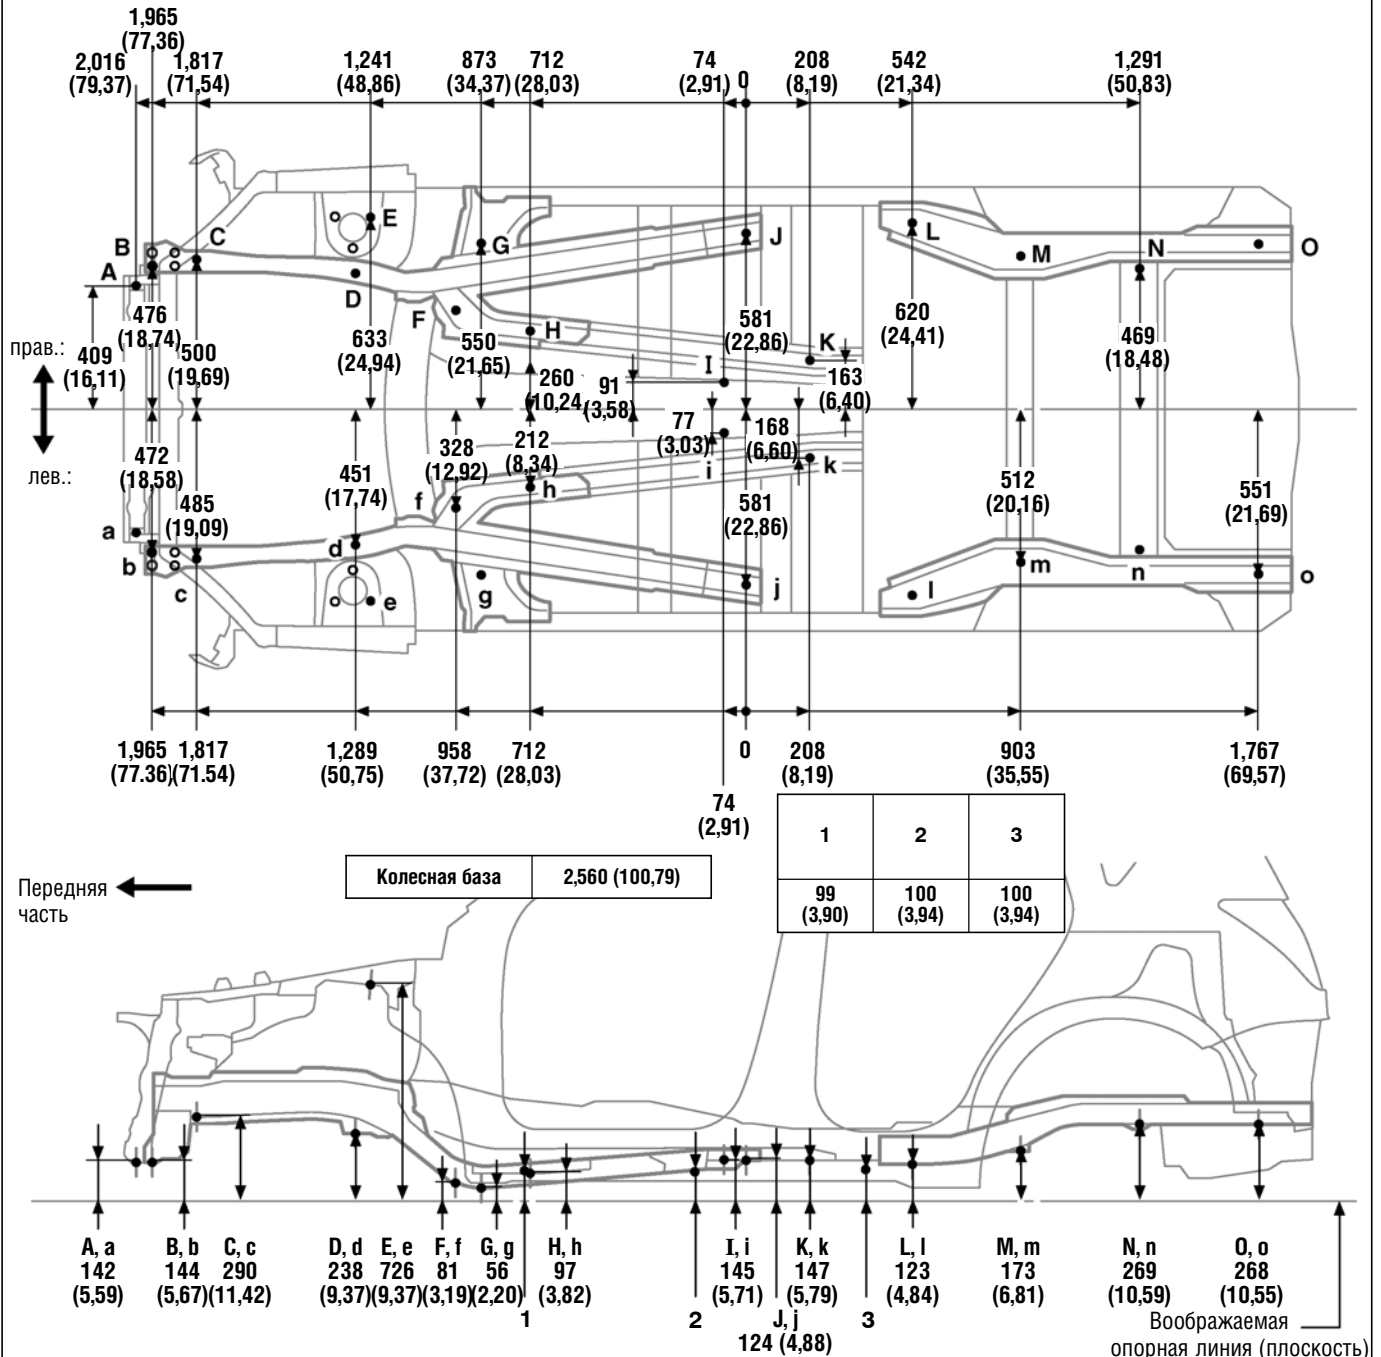 1,965
(77,36)
2,016
(79,37)
1,817
(71,54)
1,241
(48,86)
873
(34,37)
712
(28,03)
74
(2,91)
0
208
(8,19)
542
(21,34)
1,291
(50,83)
B
C
A
D
E
F
G
H
I
J
K
L
M
N
O
прав.:
лев.:
409
(16,11)
476
(18,74)
500
(19,69)
633
(24,94)
550
(21,65)
260
(10,24
91
(3,58)
581
(22,86)
163
(6,40)
620
(24,41)
469
(18,48)
472
(18,58)
485
(19,09)
451
(17,74)
328
(12,92)
212
(8,34)
77
(3,03)
168
(6,60)
581
(22,86)
512
(20,16)
551
(21,69)
a
b
c
d
e
f
g
h
i
j
k
l
m
n
o
1,965
(77.36)
1,817
(71.54)
1,289
(50,75)
958
(37,72)
712
(28,03)
74
(2,91)
0
208
(8,19)
903
(35,55)
1,767
(69,57)
1 2 3
99 100 100
(3,90) (3,94) (3,94)
Колесная база 2,560 (100,79)
Передняя
часть
A, a
142
(5,59)
B, b
144
(5,67)
C, c
290
(11,42)
D, d
238
(9,37)
E, e
726
(9,37)
F, f
81
(3,19)
G, g
56
(2,20)
1
H, h
97
(3,82)
2
I, i
145
(5,71)
J, j
124 (4,88)
K, k
147
(5,79)
3
L, l
123
(4,84)
M, m
173
(6,81)
N, n
269
(10,59)
O, o
268
(10,55)
Воображаемая
опорная линия (плоскость)